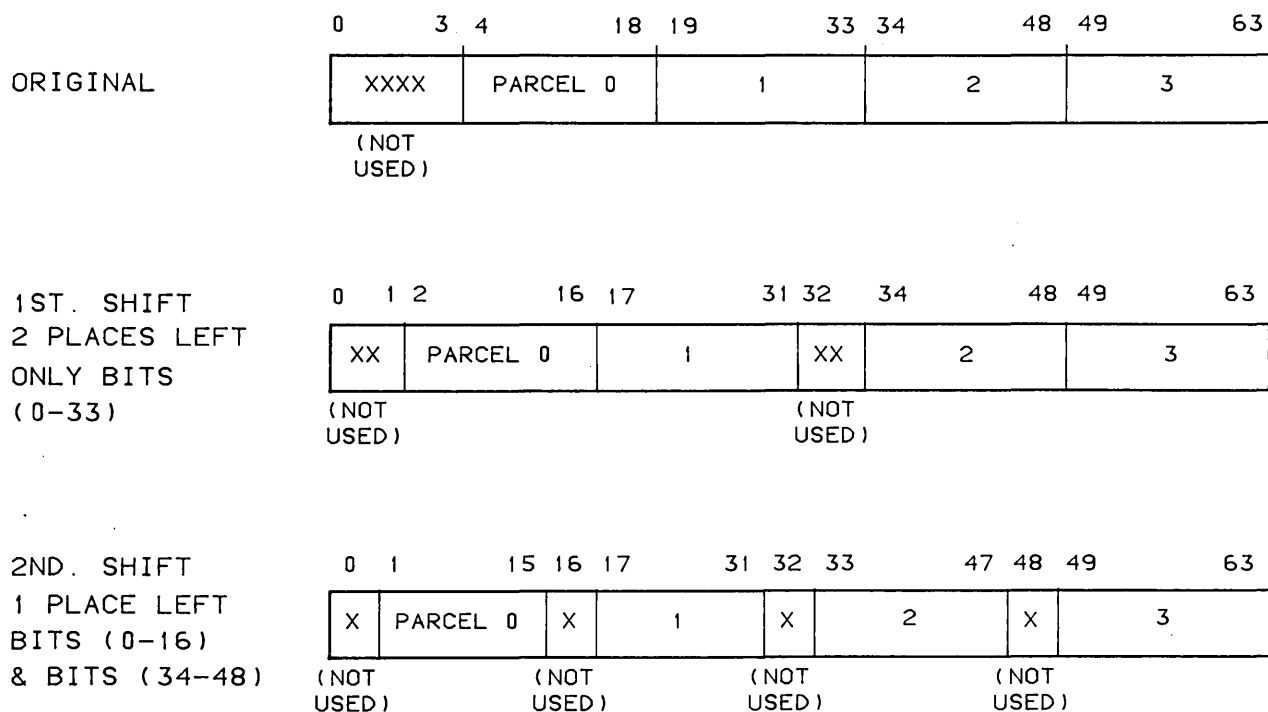 0 3 4 18 19 33 34 48 49 63
ORIGINAL XXXX PARCEL 0 1 2 3
(NOT
USED)
1ST. SHIFT 0 1 2 16 17 31 32 34 48 49 63
2 PLACES LEFT XX PARCEL 0 1 XX 2 3
ONLY BITS
(0-33) (NOT (NOT
USED) USED)
2ND. SHIFT 0 1 15 16 17 31 32 33 47 48 49 63
1 PLACE LEFT X PARCEL 0 X 1 X 2 X 3
BITS (0-16)
& BITS (34-48) (NOT (NOT (NOT (NOT
USED) USED) USED) USED)